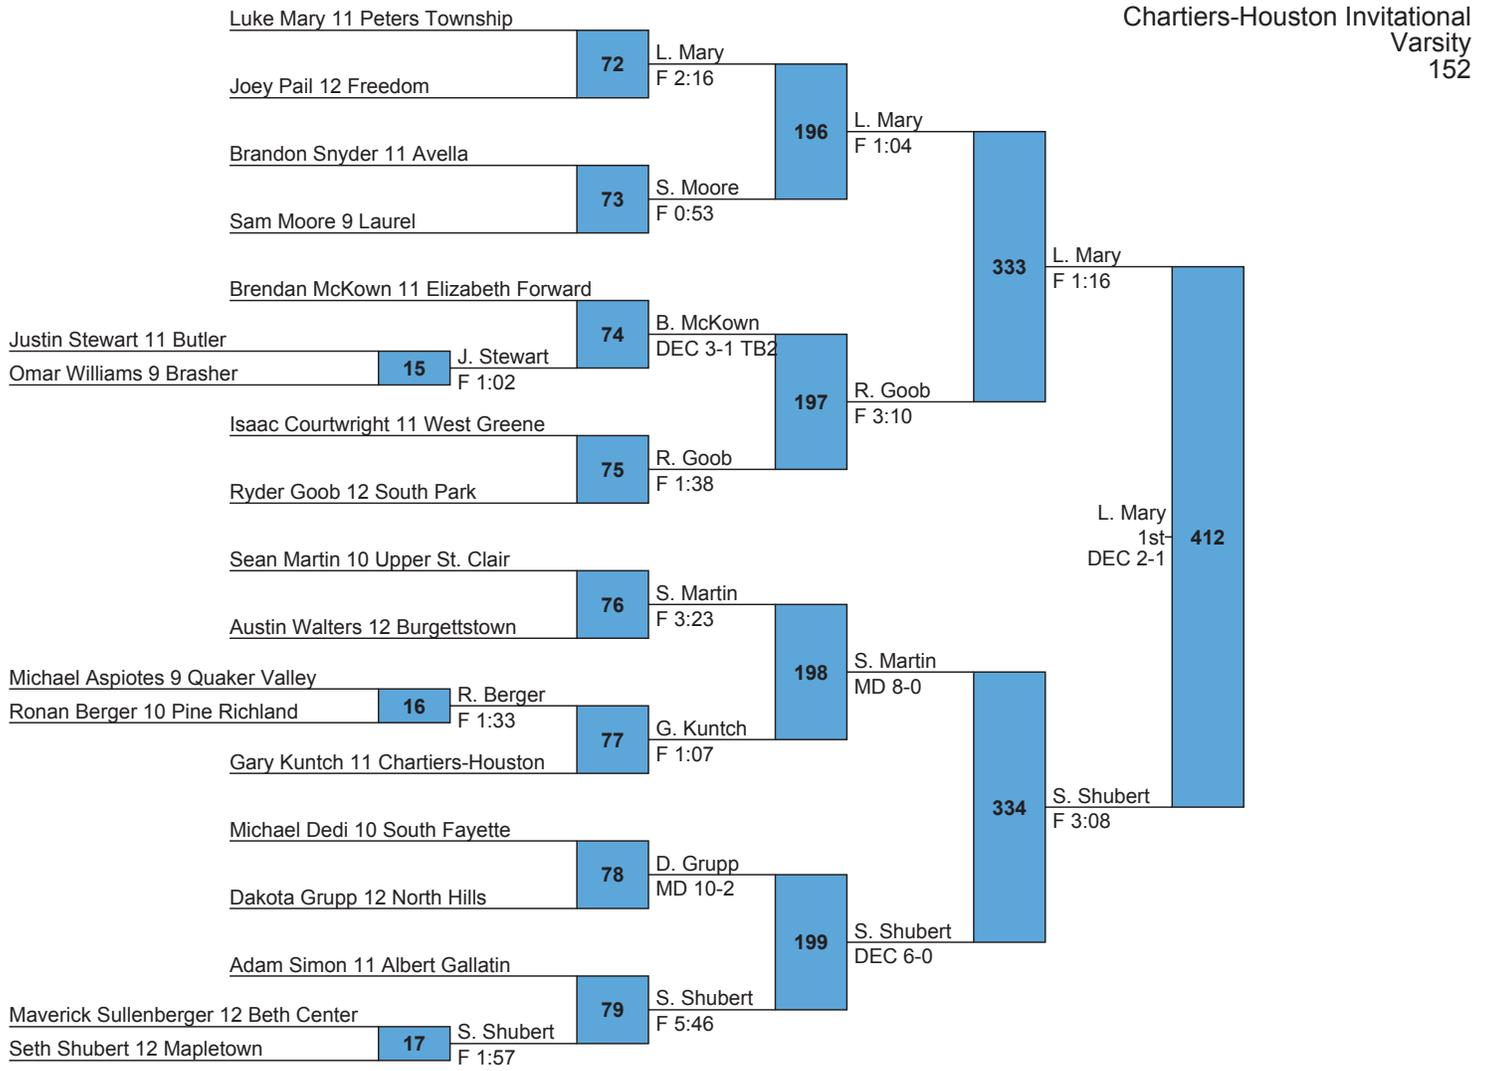 Chartiers-Houston Invitational
Varsity
152
Luke Mary 11 Peters Township
72
L. Mary
F 2:16
Joey Pail 12 Freedom
196
L. Mary
F 1:04
Brandon Snyder 11 Avella
73
S. Moore
F 0:53
Sam Moore 9 Laurel
333
L. Mary
F 1:16
Brendan McKown 11 Elizabeth Forward
74
B. McKown
DEC 3-1 TB2
Justin Stewart 11 Butler
15
J. Stewart
F 1:02
Omar Williams 9 Brasher
197
R. Goob
F 3:10
Isaac Courtwright 11 West Greene
75
R. Goob
F 1:38
Ryder Goob 12 South Park
L. Mary
1st
DEC 2-1
412
Sean Martin 10 Upper St. Clair
76
S. Martin
F 3:23
Austin Walters 12 Burgettstown
198
S. Martin
MD 8-0
Michael Aspiotes 9 Quaker Valley
16
R. Berger
F 1:33
Ronan Berger 10 Pine Richland
77
G. Kuntch
F 1:07
Gary Kuntch 11 Chartiers-Houston
334
S. Shubert
F 3:08
Michael Dedi 10 South Fayette
78
D. Grupp
MD 10-2
Dakota Grupp 12 North Hills
199
S. Shubert
DEC 6-0
Adam Simon 11 Albert Gallatin
79
S. Shubert
F 5:46
Maverick Sullenberger 12 Beth Center
17
S. Shubert
F 1:57
Seth Shubert 12 Mapletown